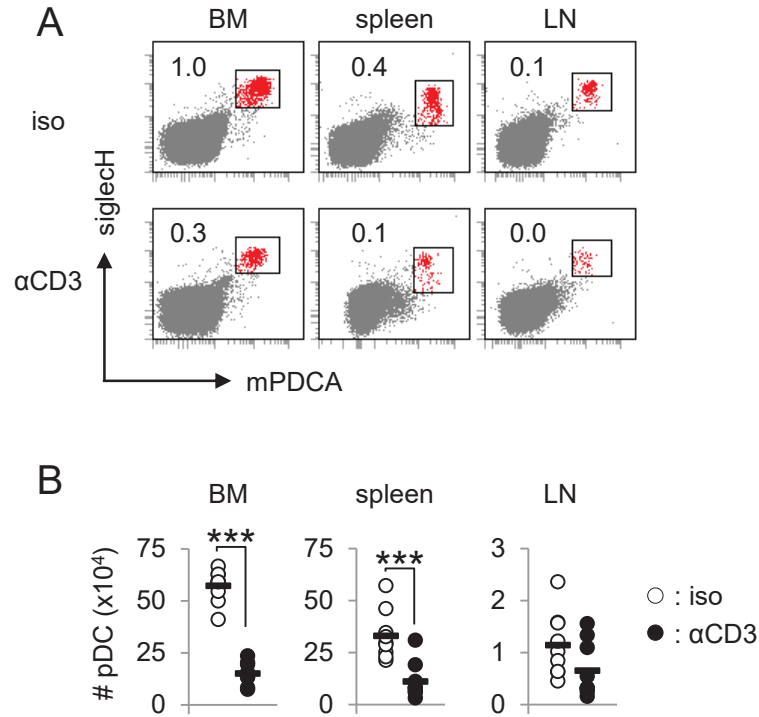 A
BM spleen LN
iso
1.0 0.4 0.1
αCD3
0.3 0.1 0.0
siglecH
mPDCA
B
BM spleen LN
# pDC (x10⁴)
*** ***
75 75 3
50 50 2
25 25 1
0 0 0
: iso
: αCD3